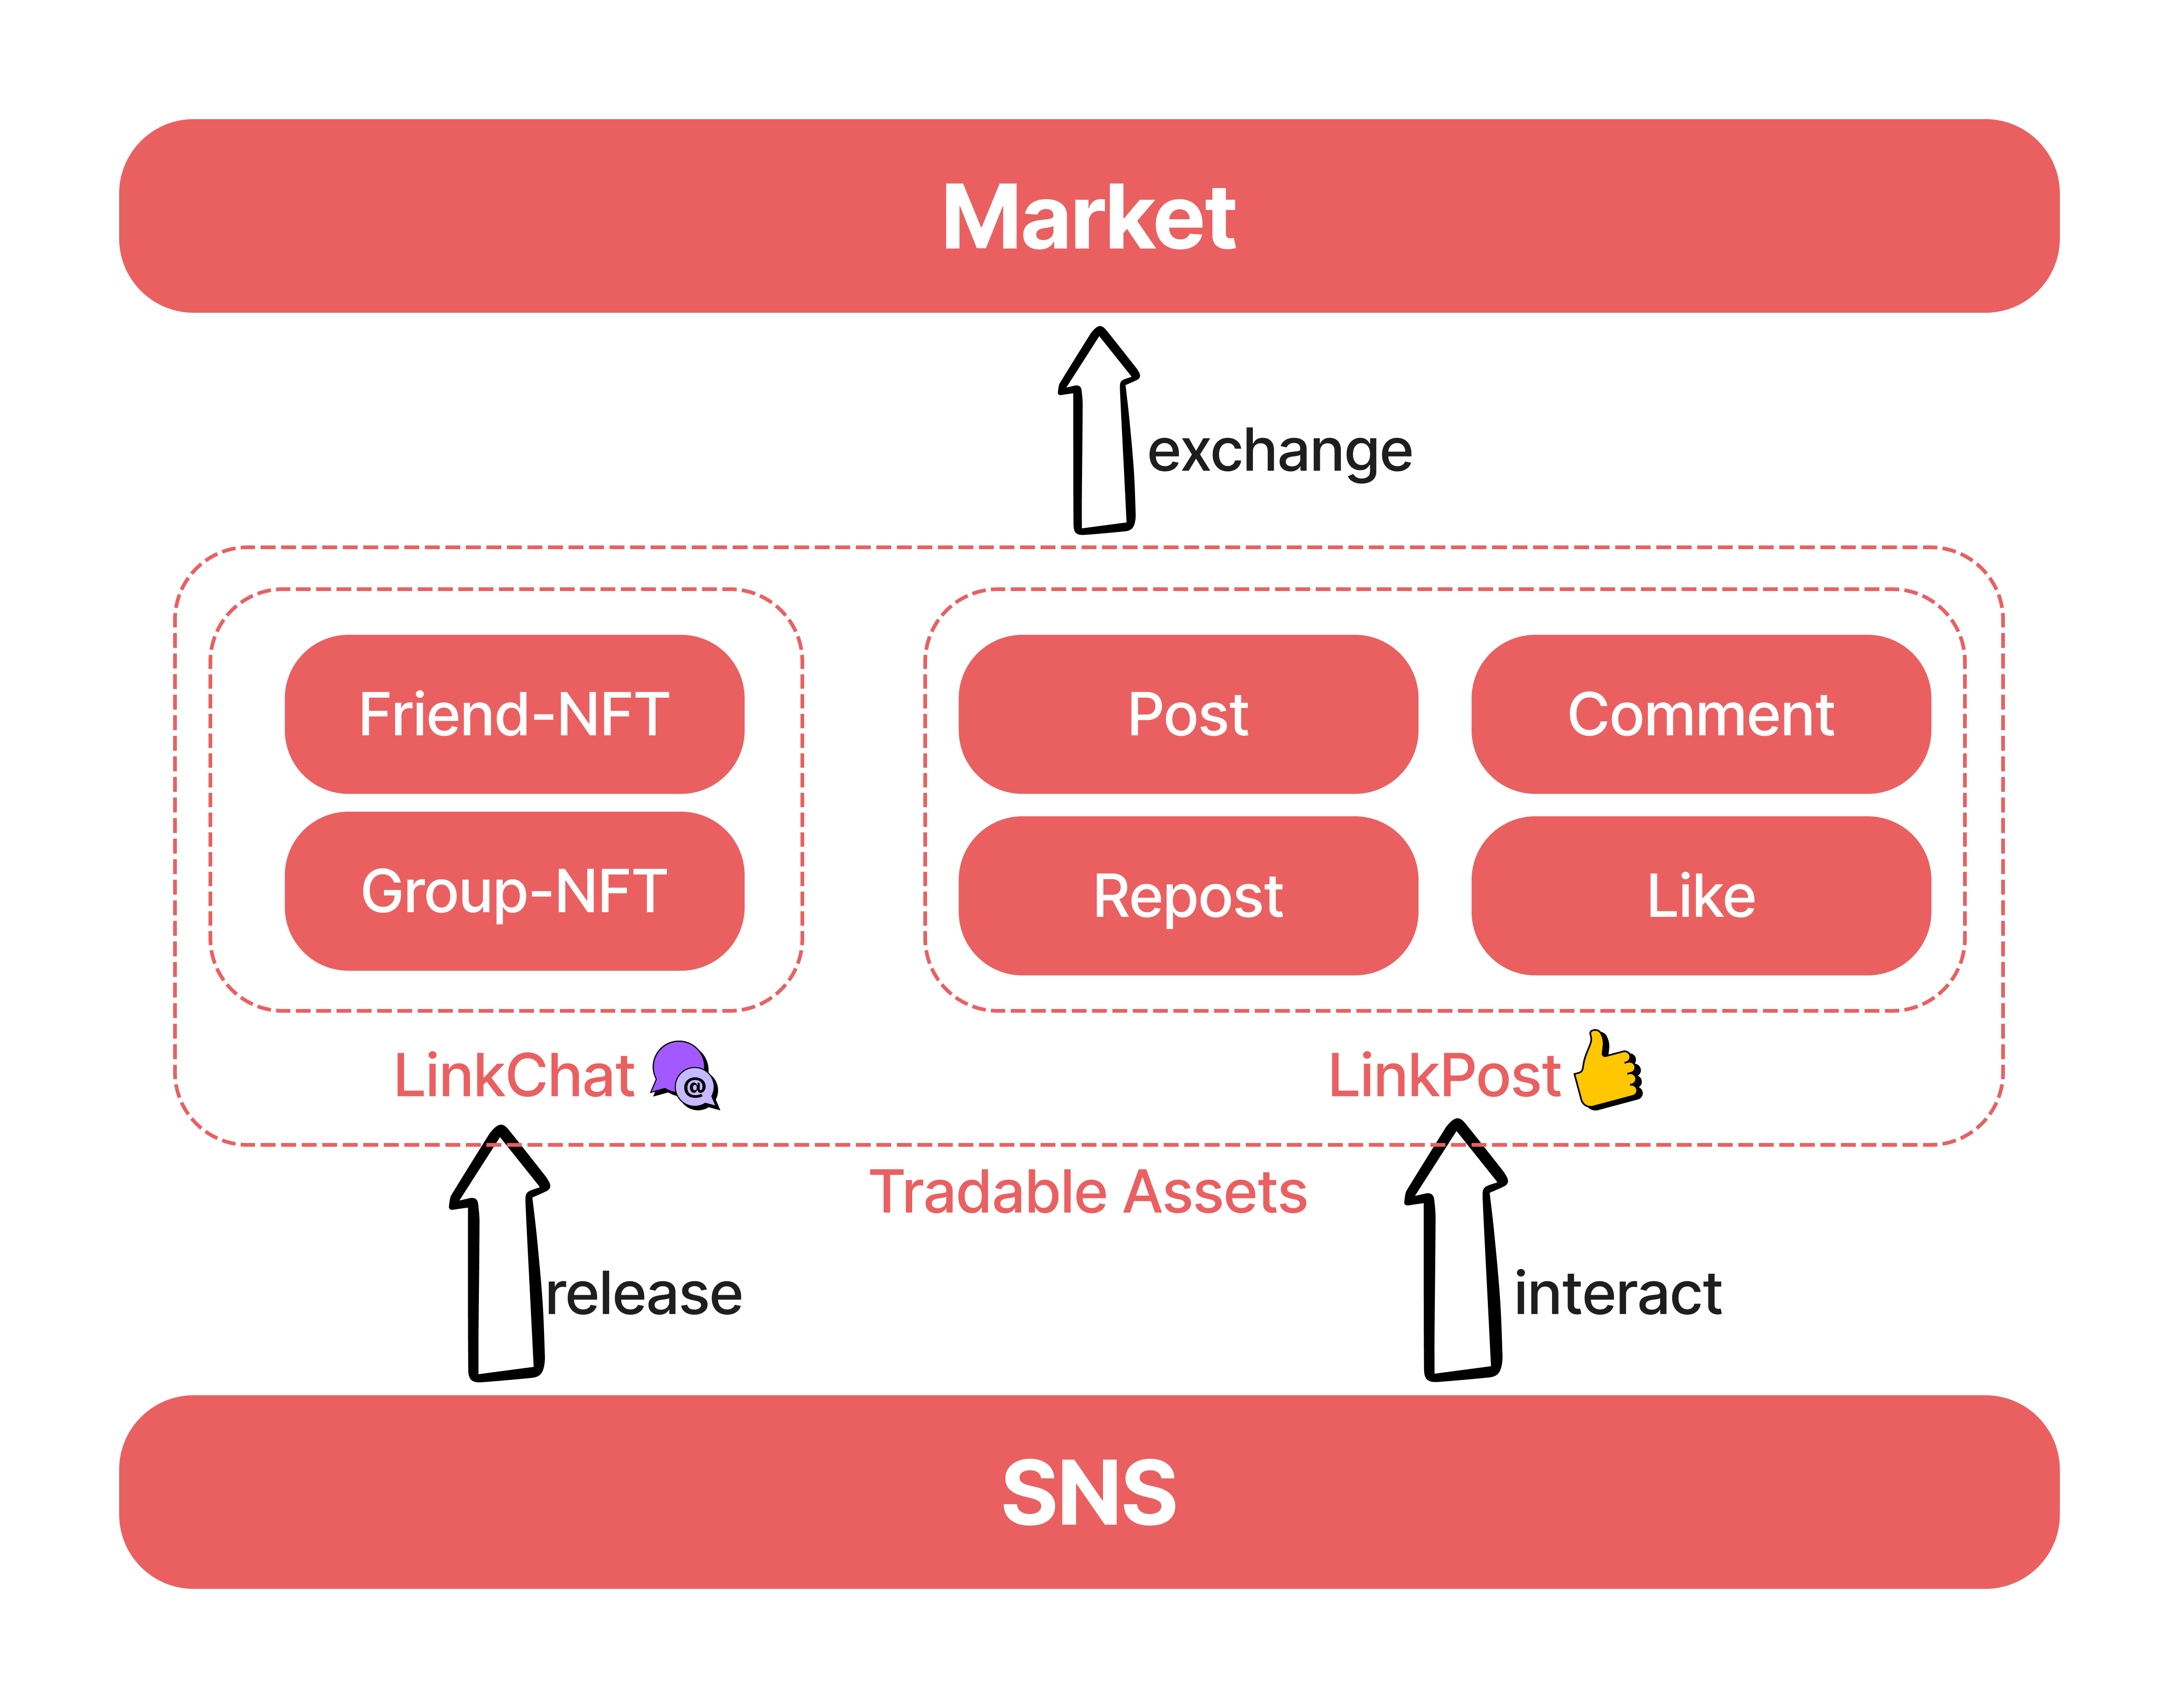 Market
exchange
Friend-NFT
Group-NFT
Post
Comment
Repost
Like
LinkChat
@
LinkPost
Tradable Assets
release
interact
SNS